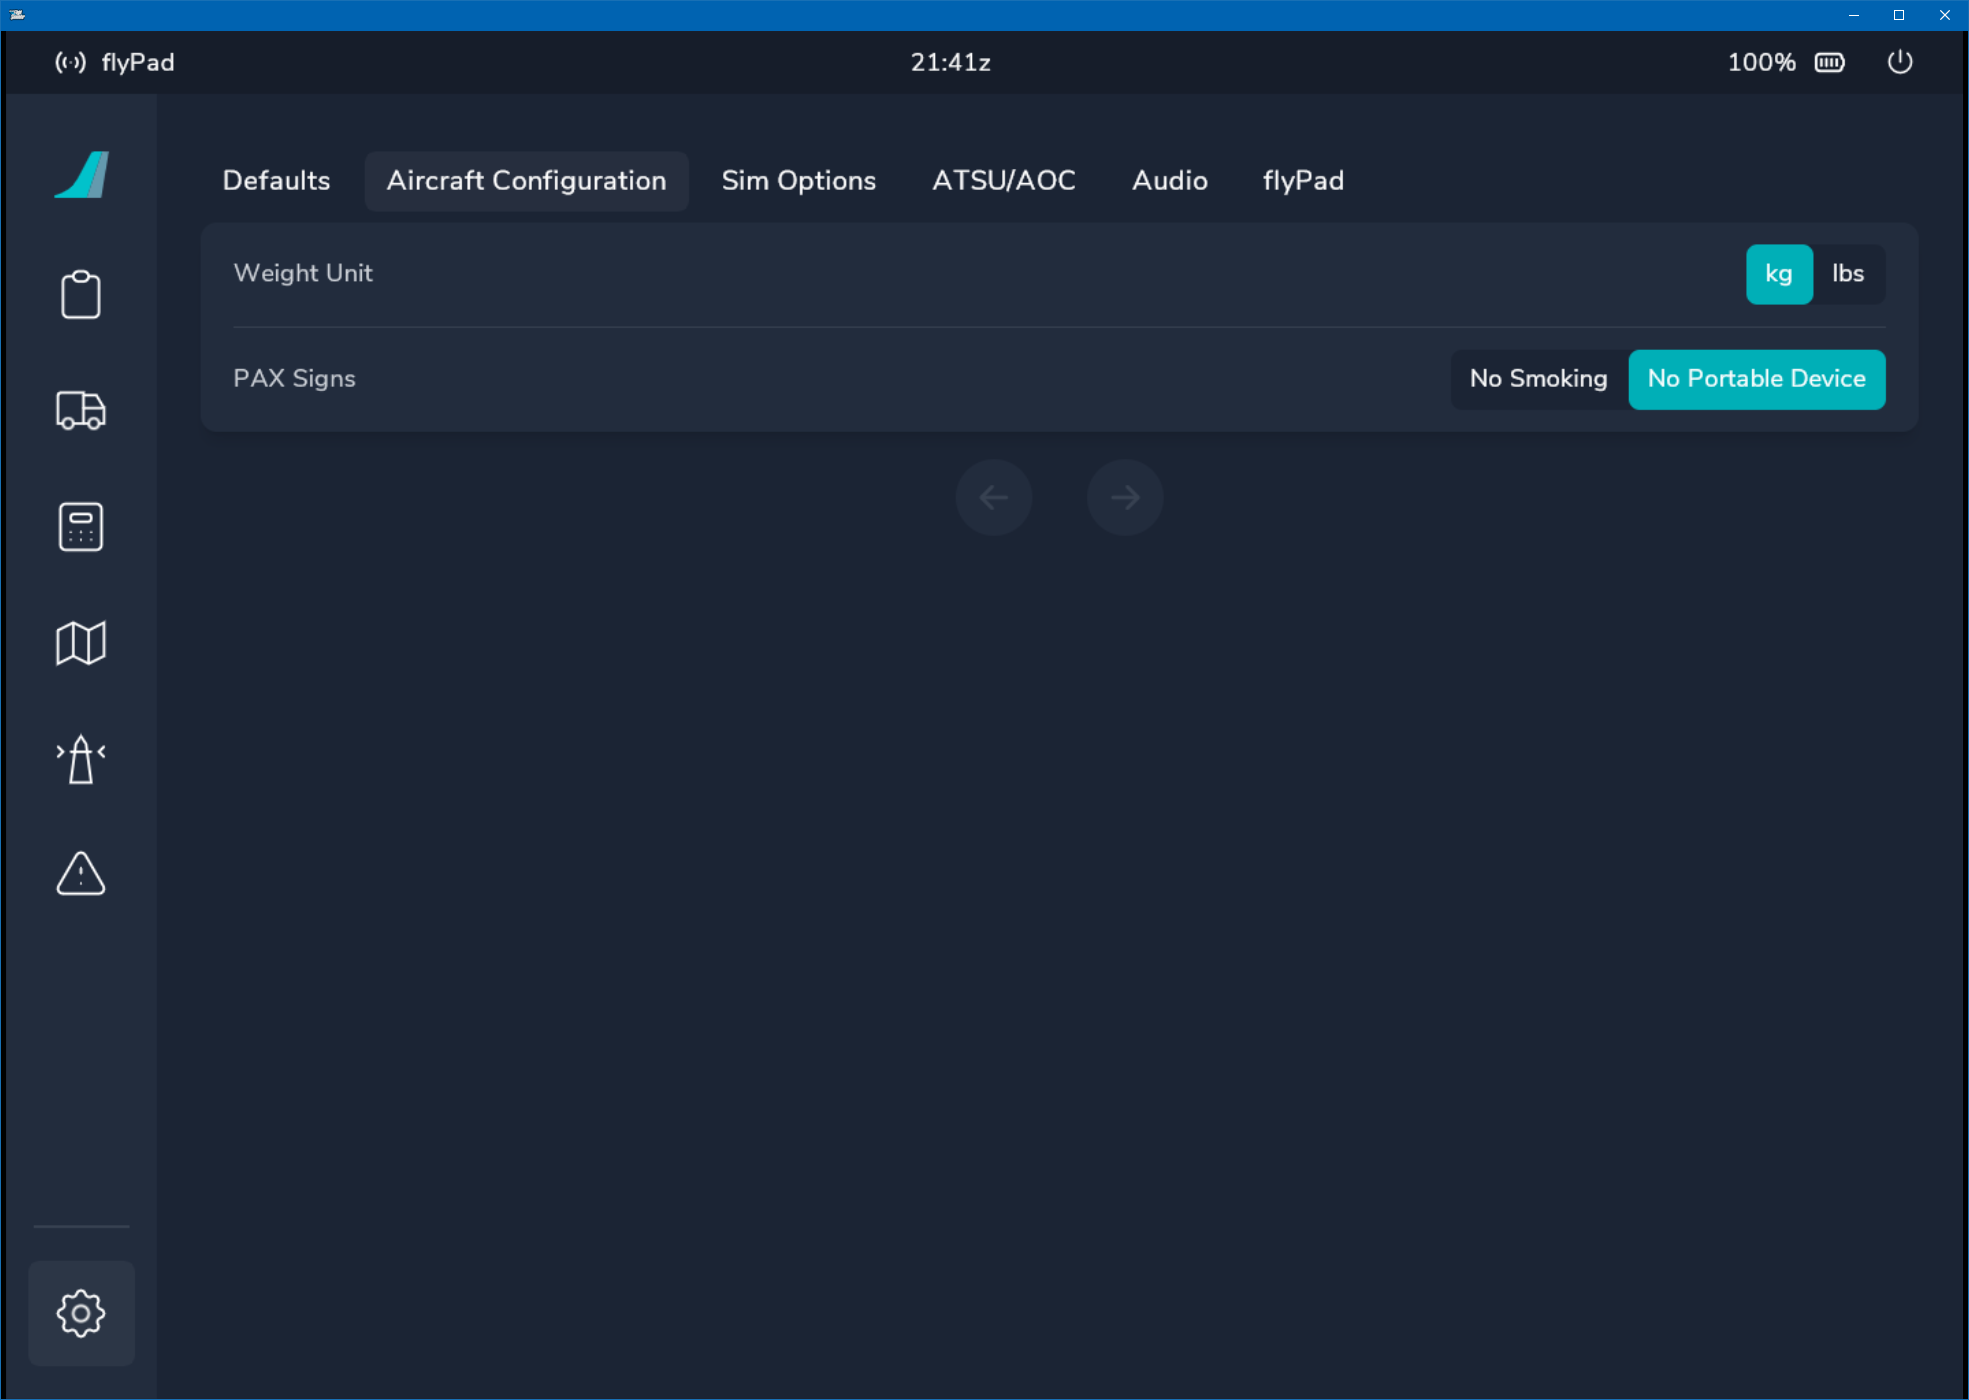 flyPad 21:41z 100%
Defaults Aircraft Configuration Sim Options ATSU/AOC Audio flyPad
Weight Unit kg lbs
PAX Signs No Smoking No Portable Device